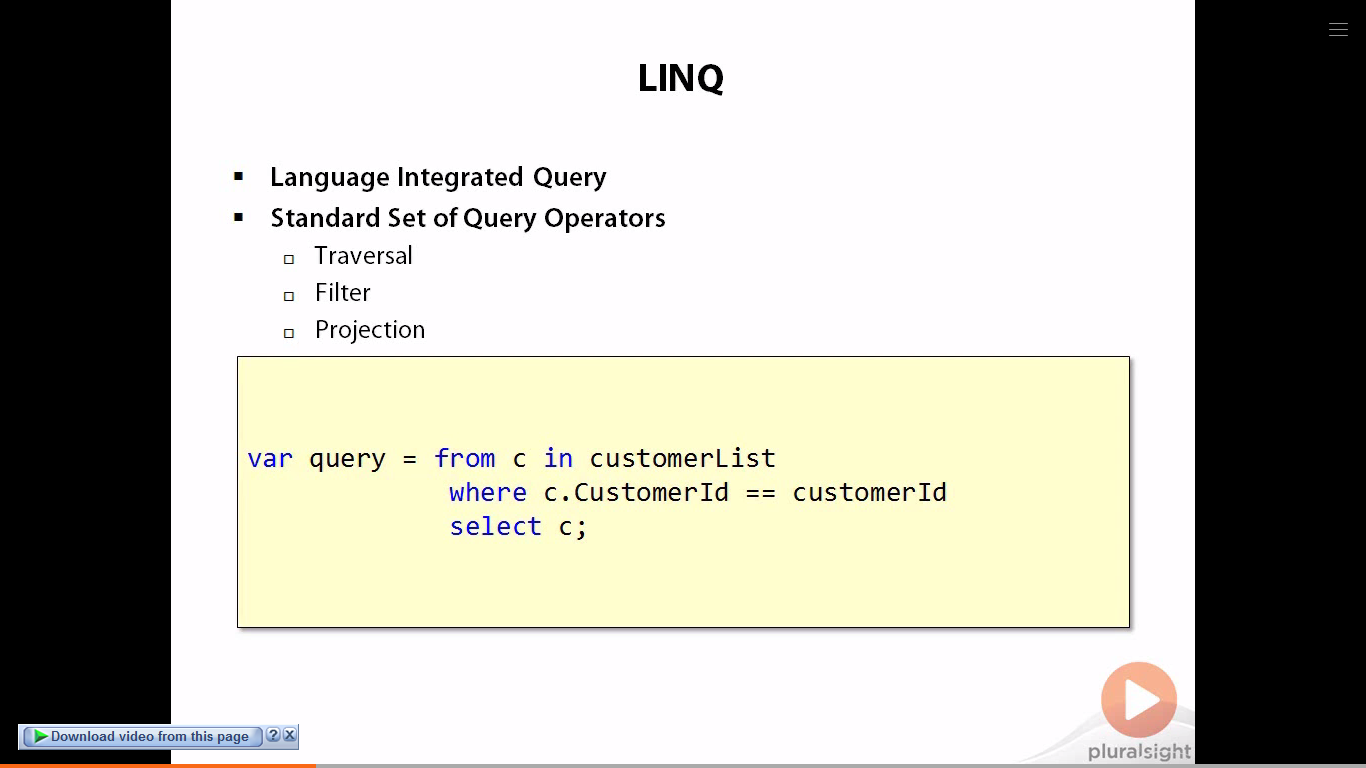 LINQ
Language Integrated Query
Standard Set of Query Operators
Traversal
Filter
Projection
var query = from c in customerList
where c.CustomerId == customerId
select c;
pluralsight
Download video from this page ? X